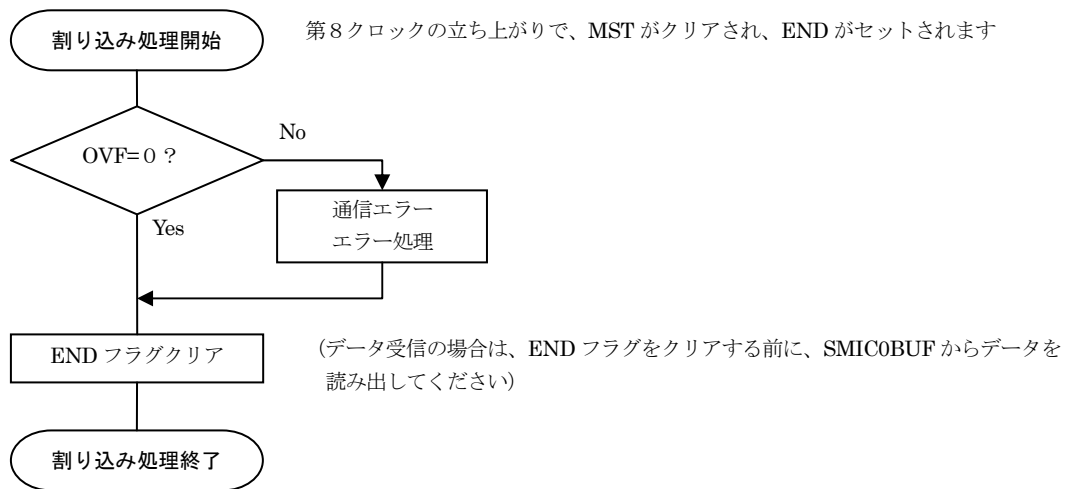 割り込み処理開始
第８クロックの立ち上がりで、MST がクリアされ、END がセットされます
OVF=０？
No
通信エラー
エラー処理
Yes
END フラグクリア
（データ受信の場合は、END フラグをクリアする前に、SMIC0BUF からデータを
読み出してください）
割り込み処理終了